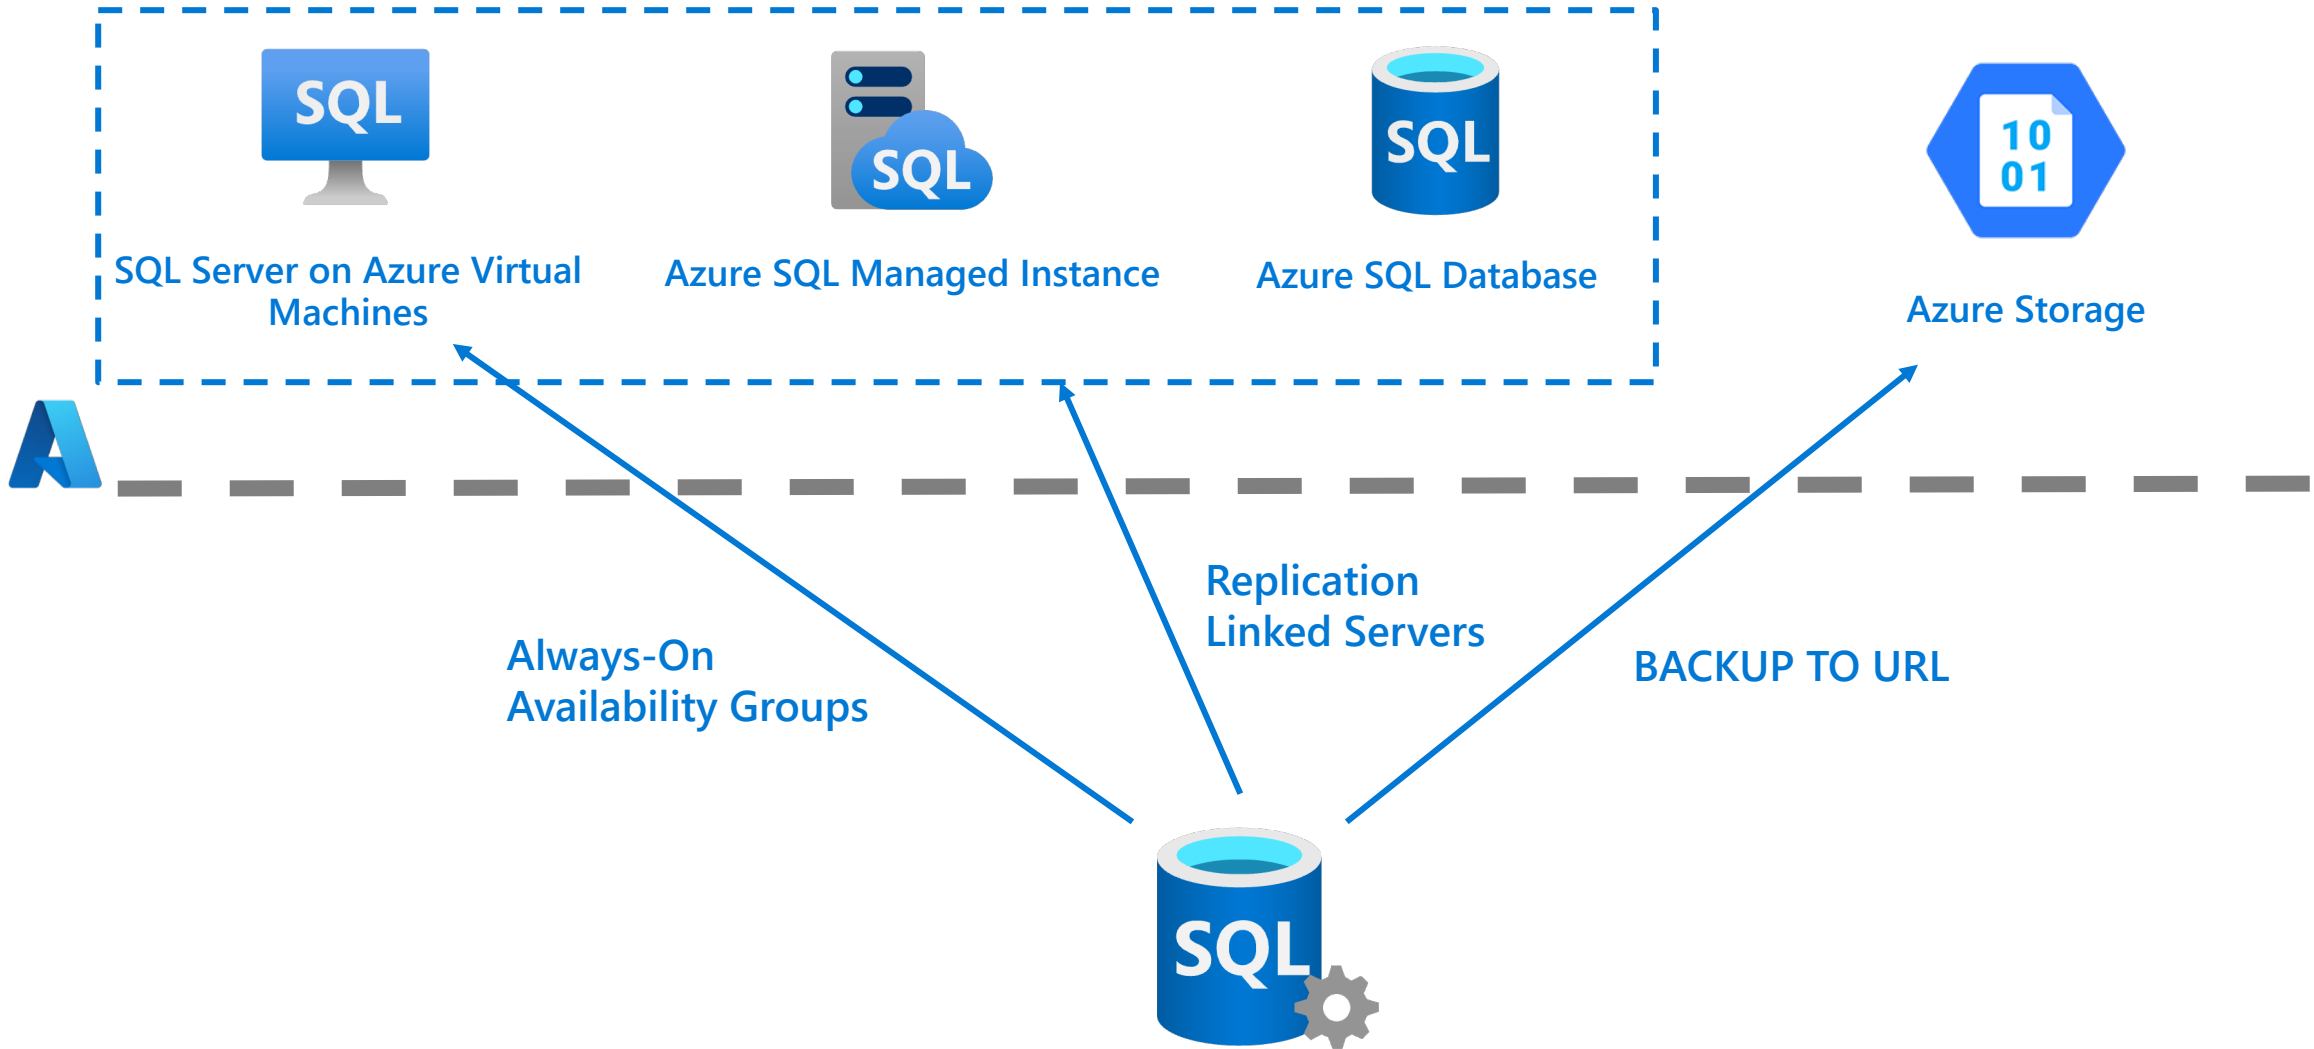 SQL
SQL
SQL
10
01
SQL Server on Azure Virtual
Machines
Azure SQL Managed Instance
Azure SQL Database
Azure Storage
Replication
Linked Servers
Always-On
Availability Groups
BACKUP TO URL
SQL